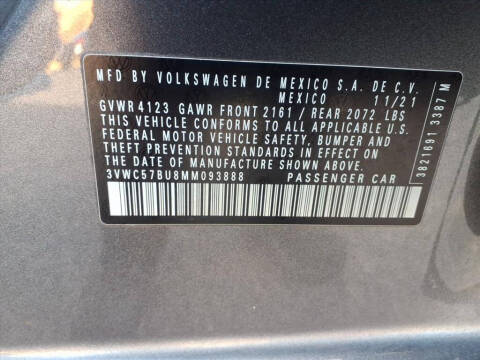 MFD BY VOLKSWAGEN DE MEXICO S.A. DE C.V.
MEXICO 11/21
GVWR 4123 GAWR FRONT 2161 / REAR 2072 LBS
THIS VEHICLE CONFORMS TO ALL APPLICABLE U.S.
FEDERAL MOTOR VEHICLE SAFETY, BUMPER AND
THEFT PREVENTION STANDARDS IN EFFECT ON
THE DATE OF MANUFACTURE SHOWN ABOVE.
3VWC57BU8MM093888 PASSENGER CAR
3821691 3387 M